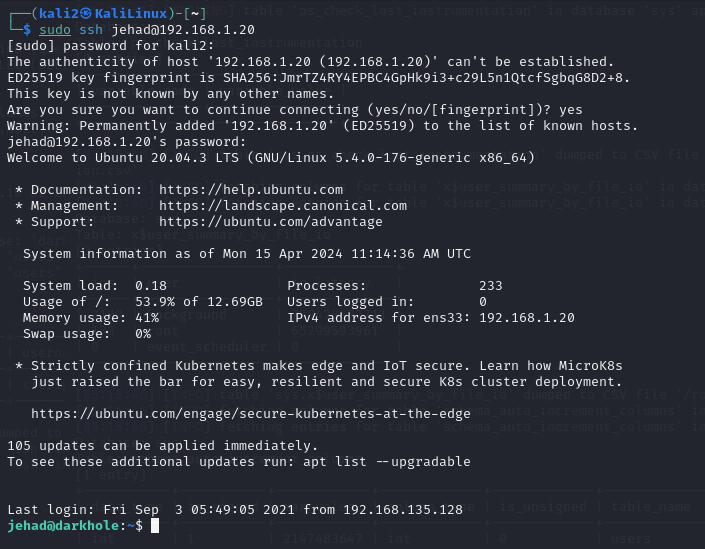 ┌──(kali2㉿KaliLinux)-[~]
└─$ sudo ssh jehad@192.168.1.20
[sudo] password for kali2:
The authenticity of host '192.168.1.20 (192.168.1.20)' can't be established.
ED25519 key fingerprint is SHA256:JmrTZ4RY4EPBC4GpHk9i3+c29L5n1QtcfSgbqG8D2+8.
This key is not known by any other names.
Are you sure you want to continue connecting (yes/no/[fingerprint])? yes
Warning: Permanently added '192.168.1.20' (ED25519) to the list of known hosts.
jehad@192.168.1.20's password:
Welcome to Ubuntu 20.04.3 LTS (GNU/Linux 5.4.0-176-generic x86_64)
* Documentation:  https://help.ubuntu.com
* Management:     https://landscape.canonical.com
* Support:        https://ubuntu.com/advantage
System information as of Mon 15 Apr 2024 11:14:36 AM UTC
System load:  0.18               Processes:              233
Usage of /:   53.9% of 12.69GB   Users logged in:        0
Memory usage: 41%                IPv4 address for ens33: 192.168.1.20
Swap usage:   0%
* Strictly confined Kubernetes makes edge and IoT secure. Learn how MicroK8s
just raised the bar for easy, resilient and secure K8s cluster deployment.
https://ubuntu.com/engage/secure-kubernetes-at-the-edge
105 updates can be applied immediately.
To see these additional updates run: apt list --upgradable
Last login: Fri Sep  3 05:49:05 2021 from 192.168.135.128
jehad@darkhole:~$